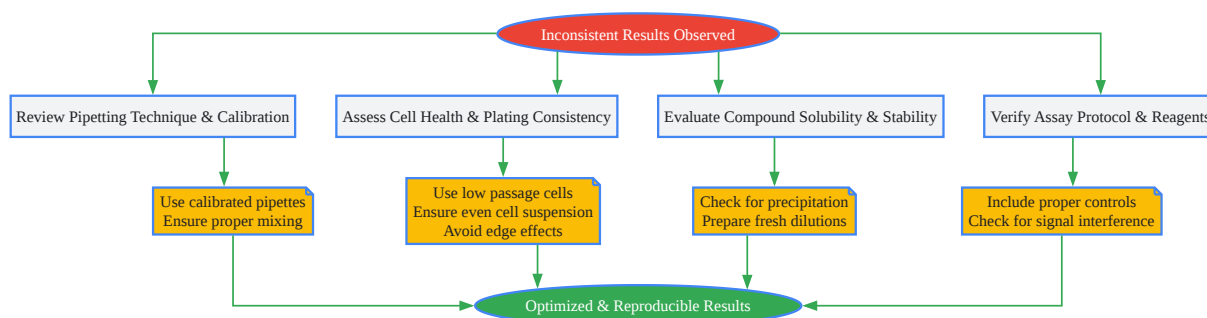 Inconsistent Results Observed
Review Pipetting Technique & Calibration
Assess Cell Health & Plating Consistency
Evaluate Compound Solubility & Stability
Verify Assay Protocol & Reagents
Use calibrated pipettes
Ensure proper mixing
Use low passage cells
Ensure even cell suspension
Avoid edge effects
Check for precipitation
Prepare fresh dilutions
Include proper controls
Check for signal interference
Optimized & Reproducible Results